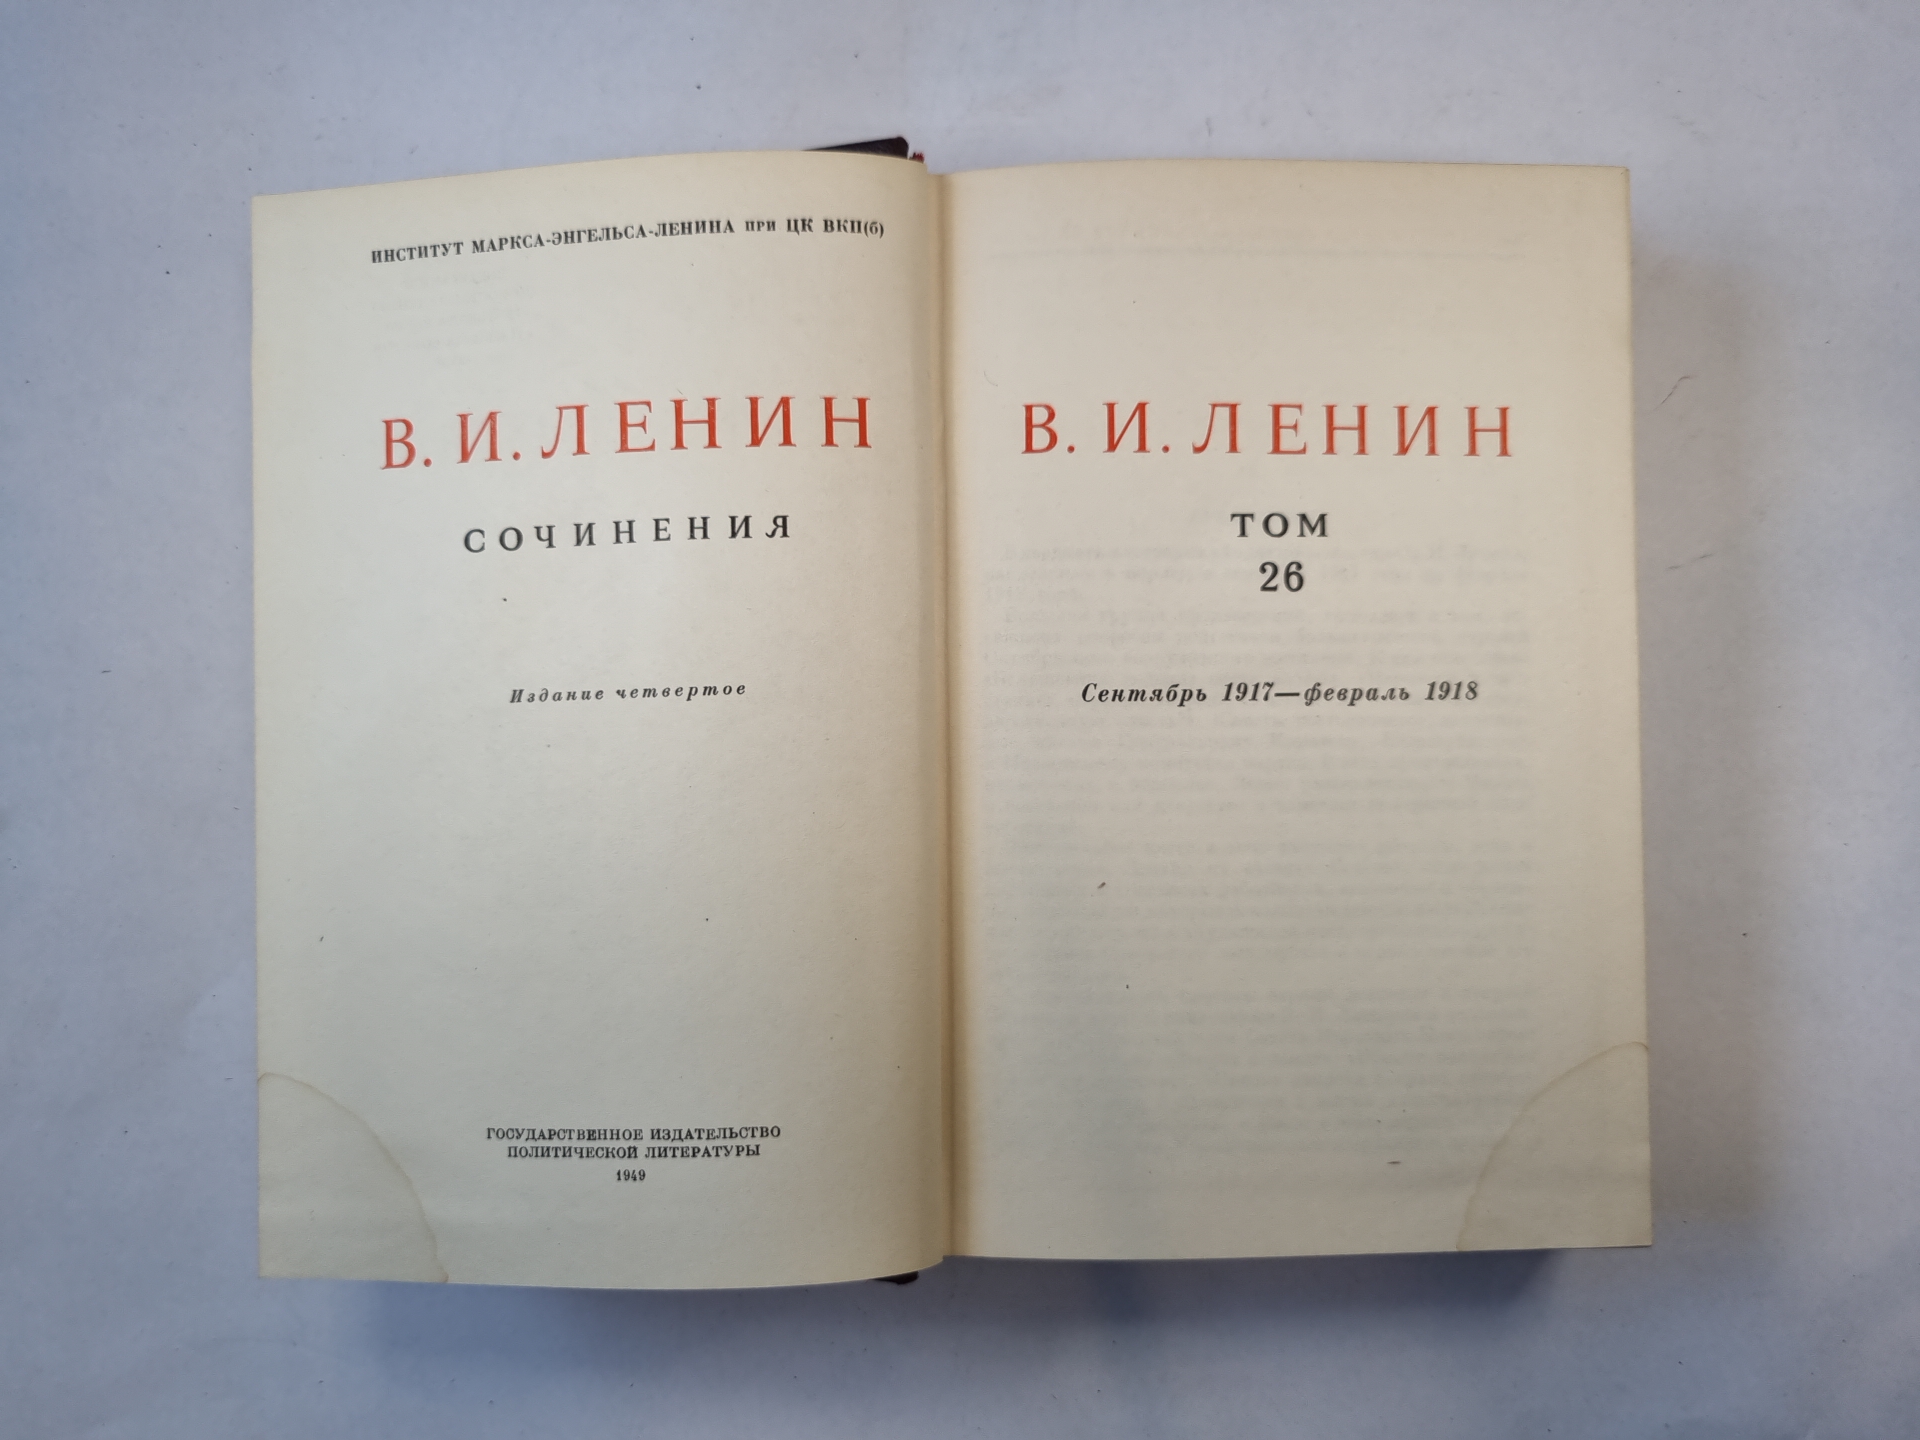 ИНСТИТУТ МАРКСА-ЭНГЕЛЬСА-ЛЕНИНА при ЦК ВКП(б)
В. И. ЛЕНИН
СОЧИНЕНИЯ
Издание четвертое
ГОСУДАРСТВЕННОЕ ИЗДАТЕЛЬСТВО
ПОЛИТИЧЕСКОЙ ЛИТЕРАТУРЫ
1949
В. И. ЛЕНИН
ТОМ
26
Сентябрь 1917—февраль 1918